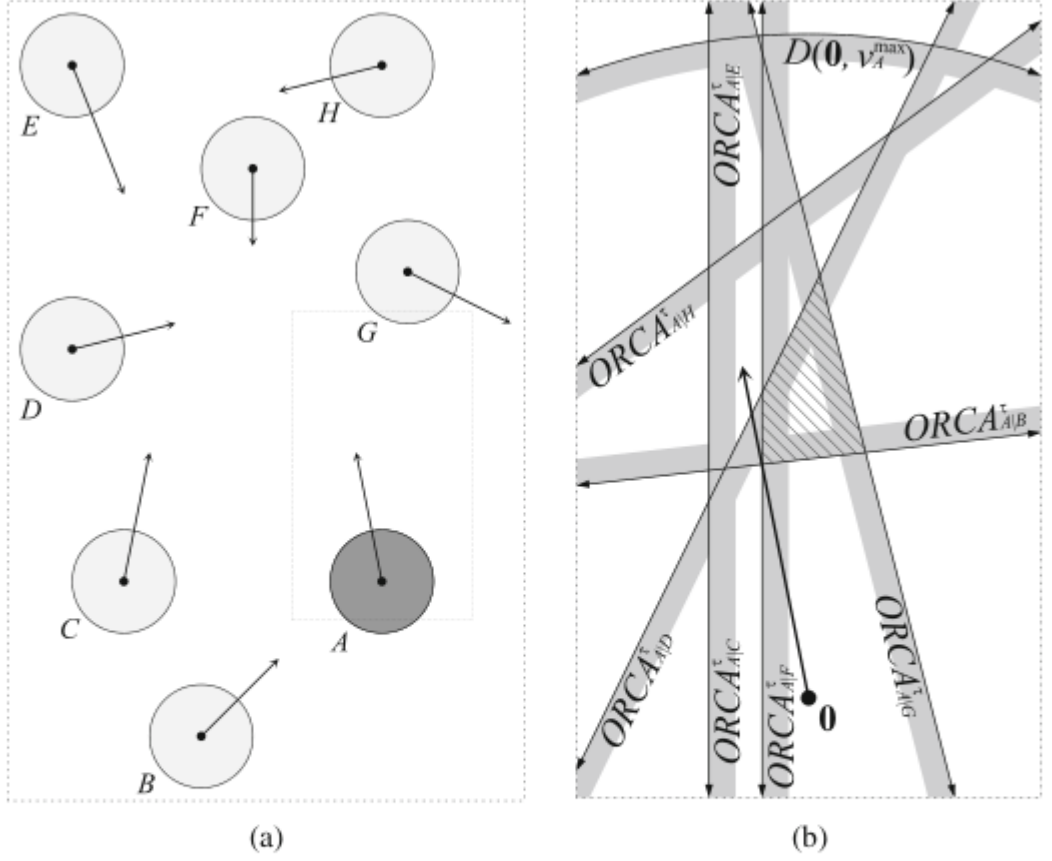 E
H
F
G
D
C
A
B
(a)
D(0, v_A^max)
ORCA^τ_A|E
ORCA^τ_A|H
ORCA^τ_A|B
ORCA^τ_A|D
ORCA^τ_A|C
ORCA^τ_A|F
ORCA^τ_A|G
0
(b)